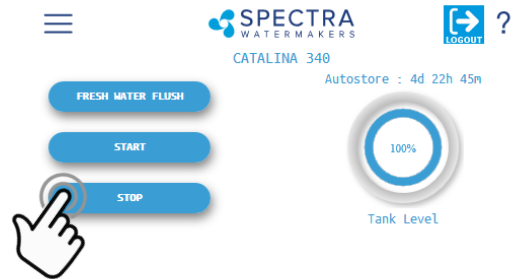 SPECTRA
WATERMAKERS
LOGOUT
?
CATALINA 340
Autostore : 4d 22h 45m
FRESH WATER FLUSH
START
100%
STOP
Tank Level